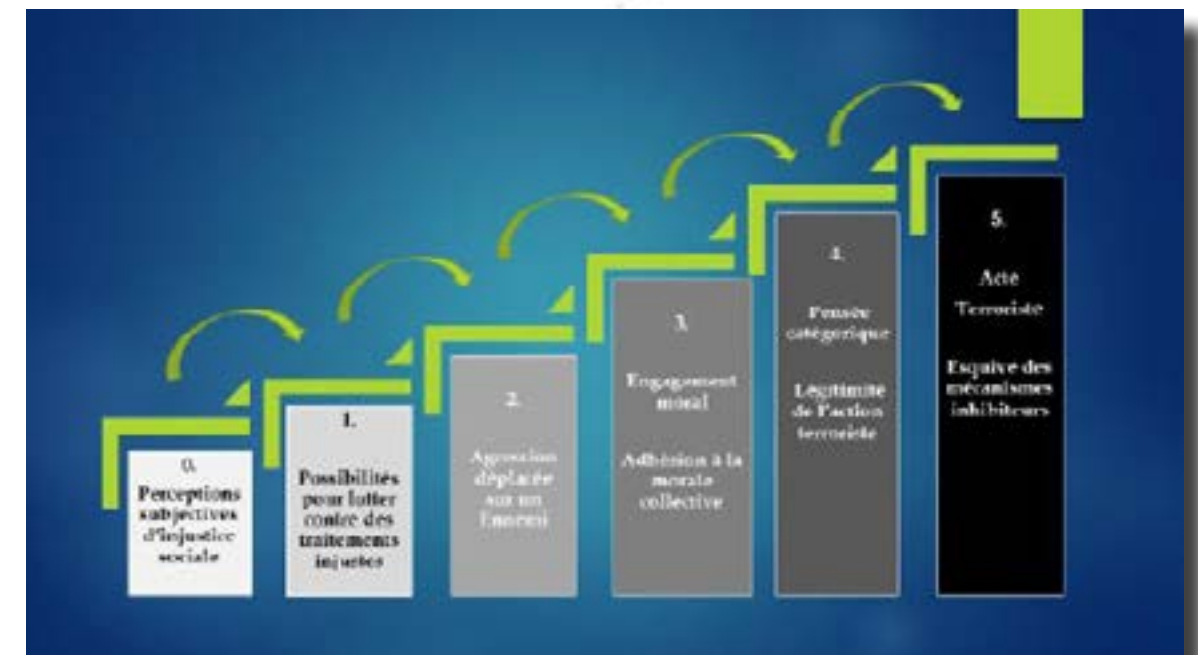 0.
Perceptions
subjectives
d'injustice
sociale
1.
Possibilités
pour lutter
contre des
traitements
injustes
2.
Agression
déplacée
sur un
Ennemi
3.
Engagement
moral
Adhésion à la
morale
collective
4.
Pensée
catégorique
Légitimité
de l'action
terroriste
5.
Acte
Terroriste
Esquive des
mécanismes
inhibiteurs